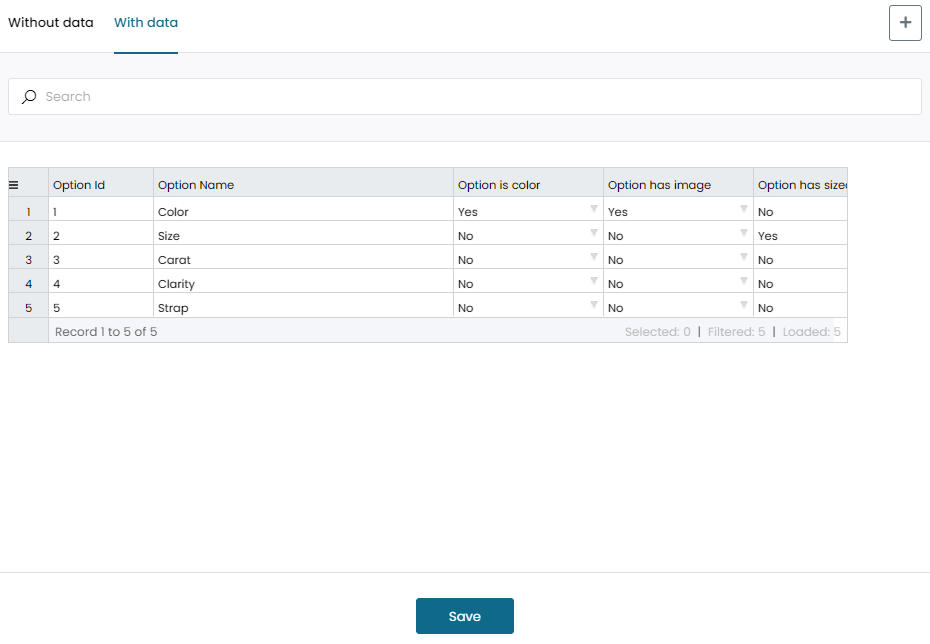 Without data With data
Search
Option Id Option Name Option is color Option has image Option has size
1 1 Color Yes Yes No
2 2 Size No No Yes
3 3 Carat No No No
4 4 Clarity No No No
5 5 Strap No No No
Record 1 to 5 of 5 Selected: 0 | Filtered: 5 | Loaded: 5
Save